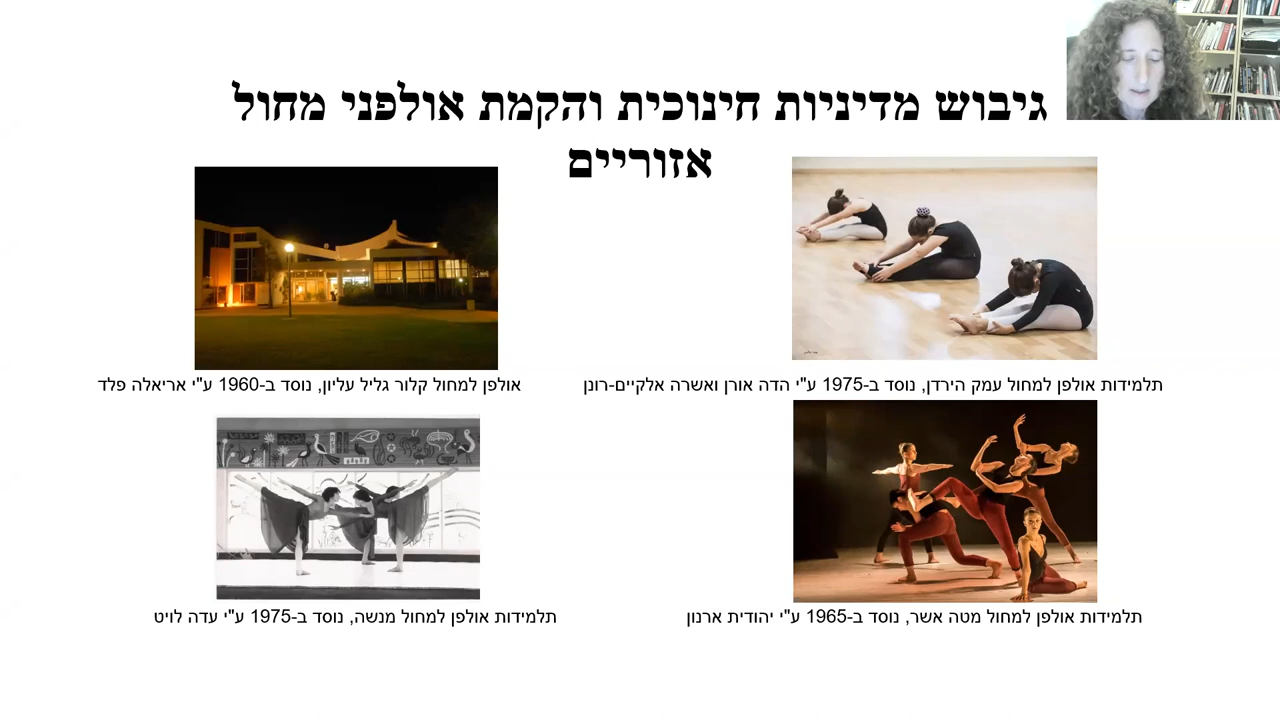 גיבוש מדיניות חינוכית והקמת אולפני מחול
אזוריים
תלמידות אולפן למחול עמק הירדן, נוסד ב-1975 ע"י הדה אורן ואשרה אלקיים-רונן
אולפן למחול קלור גליל עליון, נוסד ב-1960 ע"י אריאלה פלד
תלמידות אולפן למחול מטה אשר, נוסד ב-1965 ע"י יהודית ארנון
תלמידות אולפן למחול מנשה, נוסד ב-1975 ע"י עדה לויט